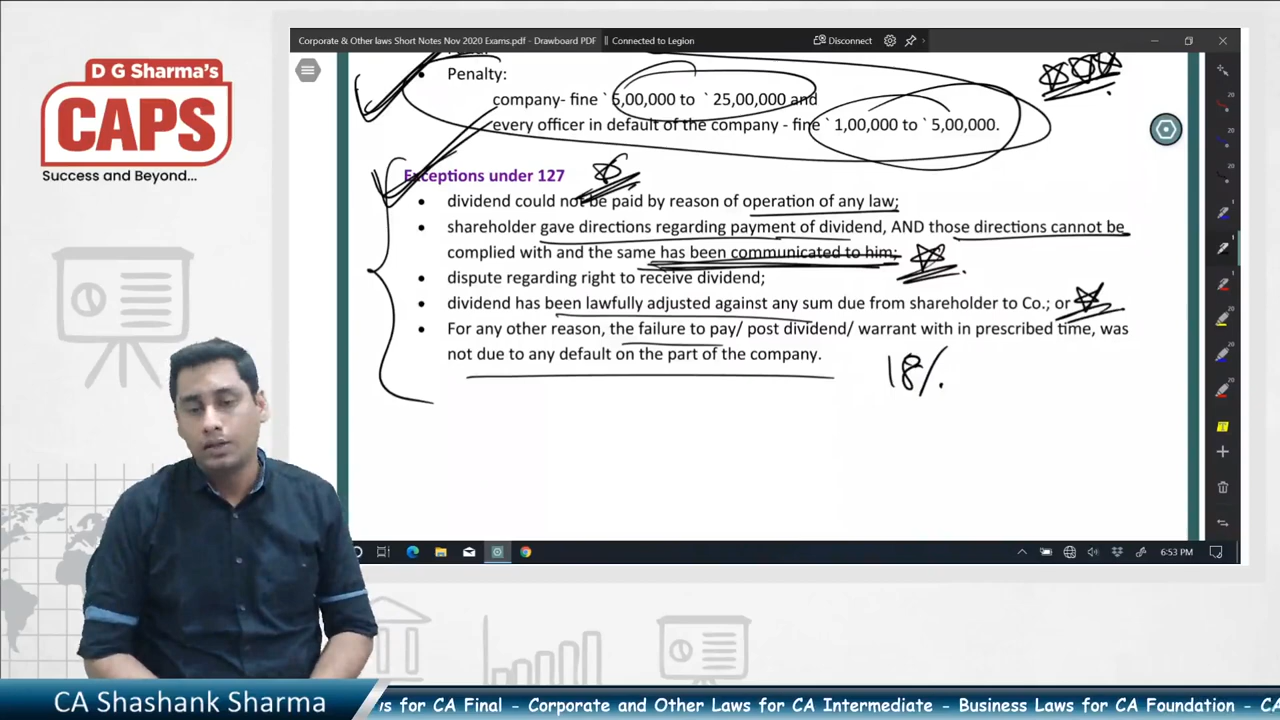 D G Sharma's
CAPS
Success and Beyond...
Corporate & Other laws Short Notes Nov 2020 Exams.pdf - Drawboard PDF
Connected to Legion
Disconnect
• Penalty:
company- fine ` 5,00,000 to ` 25,00,000 and
every officer in default of the company - fine ` 1,00,000 to ` 5,00,000.
Exceptions under 127
• dividend could not be paid by reason of operation of any law;
• shareholder gave directions regarding payment of dividend, AND those directions cannot be
complied with and the same has been communicated to him;
• dispute regarding right to receive dividend;
• dividend has been lawfully adjusted against any sum due from shareholder to Co.; or
• For any other reason, the failure to pay/ post dividend/ warrant with in prescribed time, was
not due to any default on the part of the company.
18%.
20
20
20
20
20
20
20
6:53 PM
CA Shashank Sharma
ws for CA Final - Corporate and Other Laws for CA Intermediate - Business Laws for CA Foundation - CA